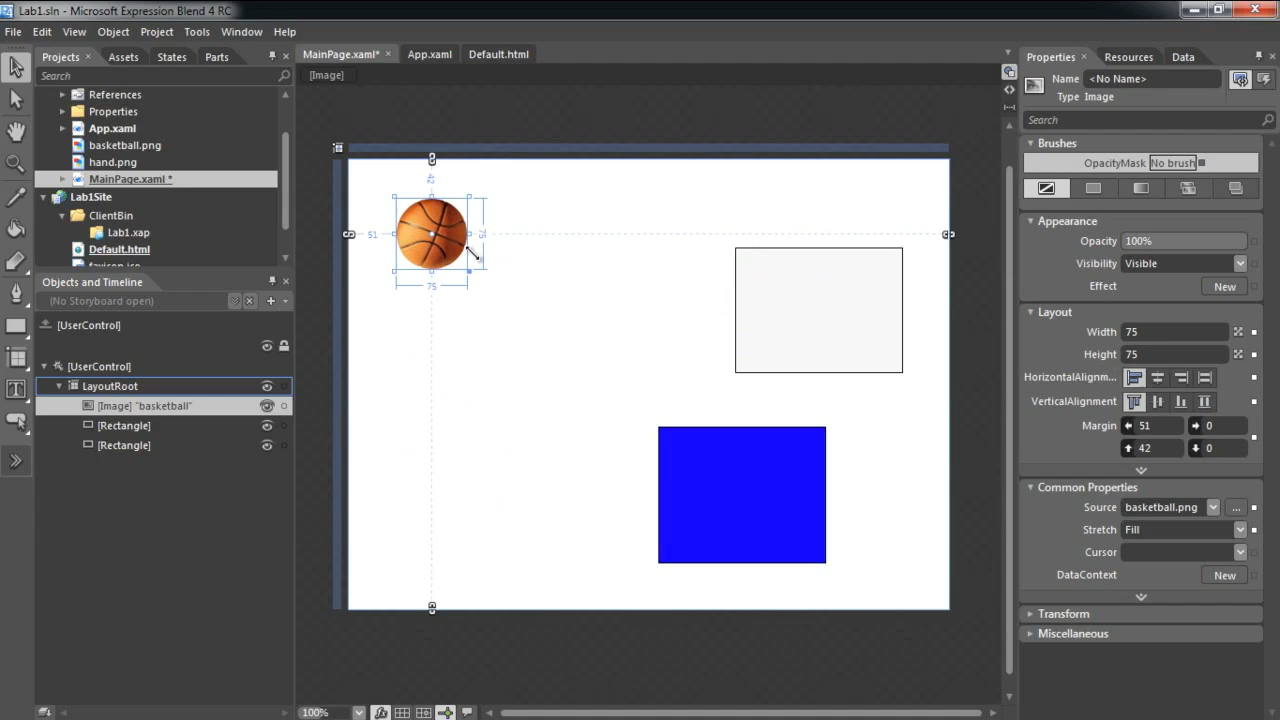 Lab1.sln - Microsoft Expression Blend 4 RC
File Edit View Object Project Tools Window Help
Projects Assets States Parts
Search
References
Properties
App.xaml
basketball.png
hand.png
MainPage.xaml *
Lab1Site
ClientBin
Lab1.xap
Default.html
Objects and Timeline
(No Storyboard open)
[UserControl]
[UserControl]
LayoutRoot
[Image] "basketball"
[Rectangle]
[Rectangle]
MainPage.xaml* App.xaml Default.html
[Image]
42
51
75
75
100%
Properties Resources Data
Name <No Name>
Type Image
Search
Brushes
OpacityMask No brush
Appearance
Opacity 100%
Visibility Visible
Effect New
Layout
Width 75
Height 75
HorizontalAlignm...
VerticalAlignment
Margin 51 0
42 0
Common Properties
Source basketball.png ...
Stretch Fill
Cursor
DataContext New
Transform
Miscellaneous